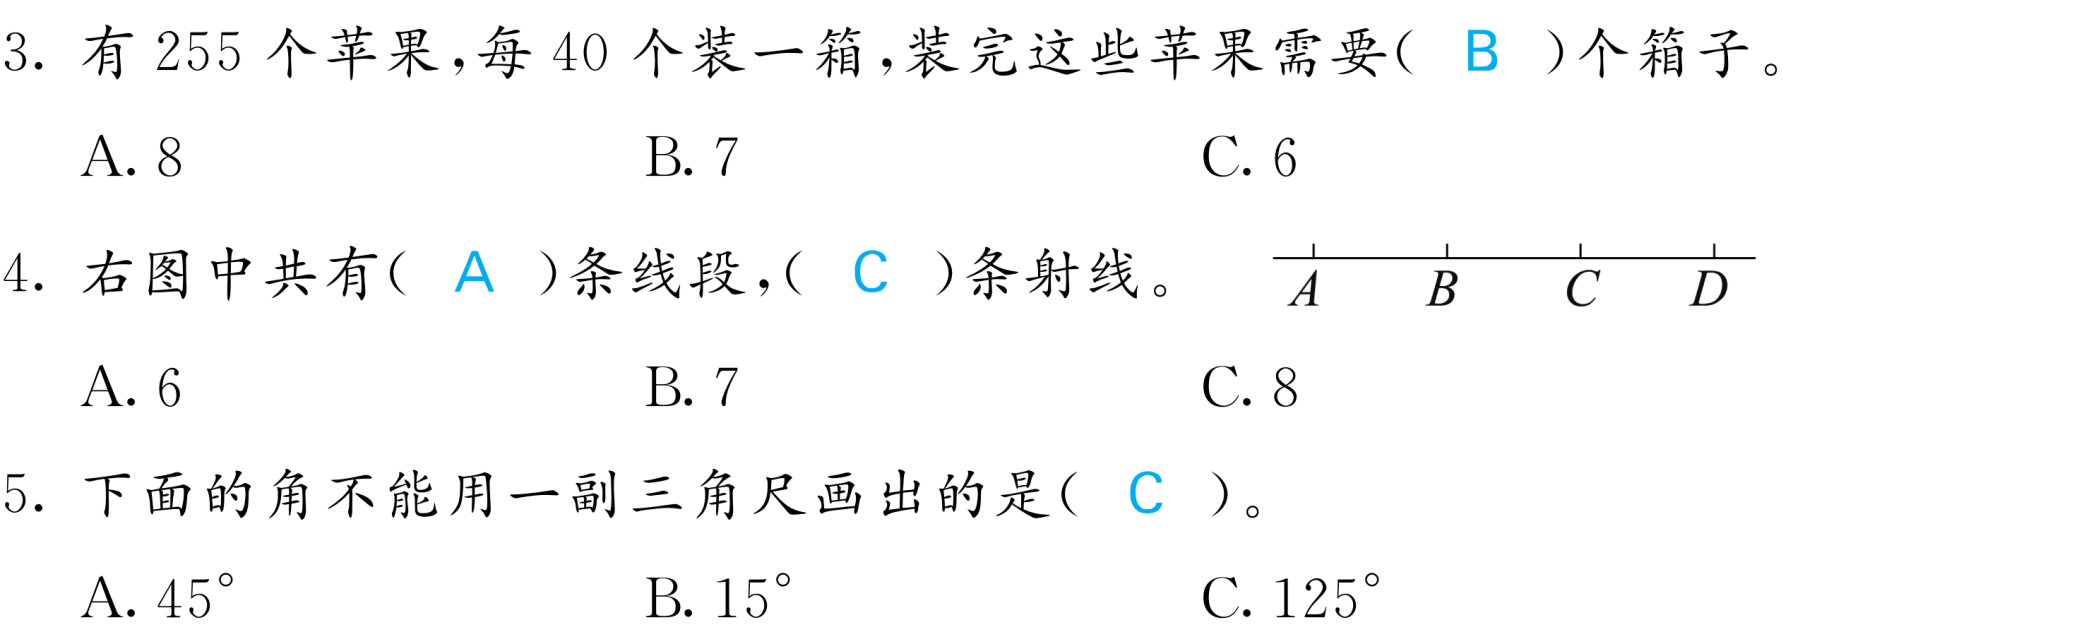 3. 有 255 个苹果,每 40 个装一箱,装完这些苹果需要( B )个箱子。
A. 8 B. 7 C. 6
4. 右图中共有( A )条线段,( C )条射线。
A B C D
A. 6 B. 7 C. 8
5. 下面的角不能用一副三角尺画出的是( C )。
A. 45° B. 15° C. 125°